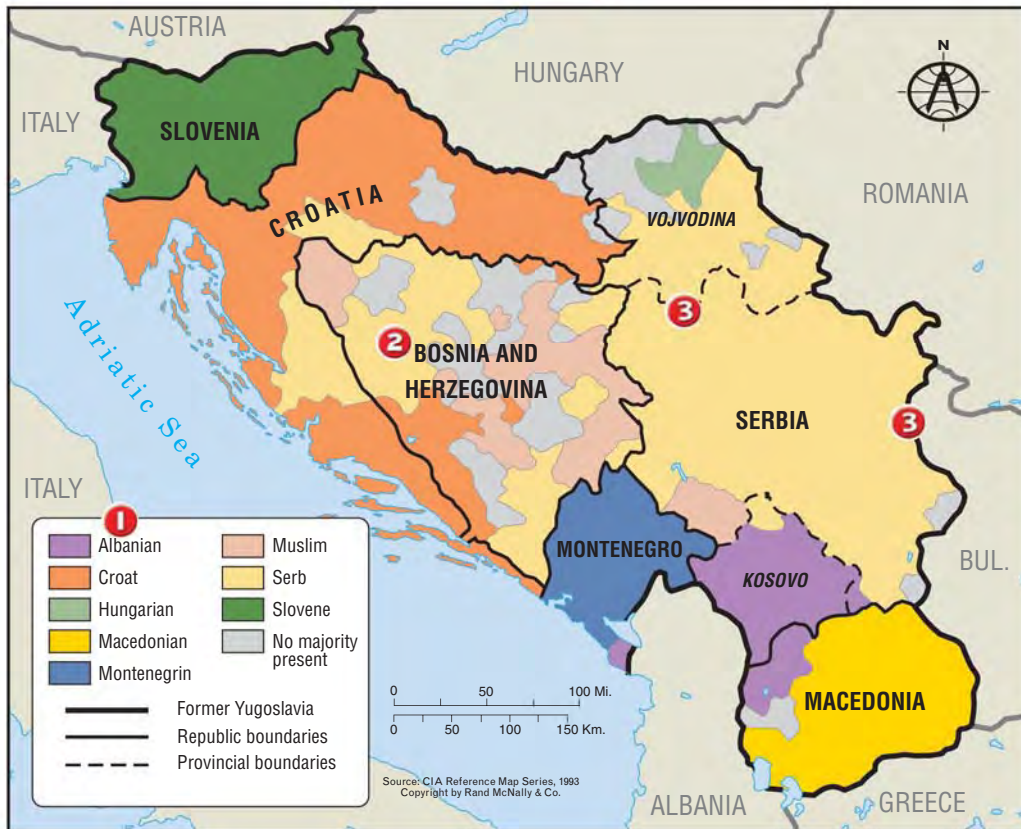 AUSTRIA
HUNGARY
N
ITALY
SLOVENIA
ROMANIA
CROATIA
VOJVODINA
Adriatic Sea
3
2
BOSNIA AND
HERZEGOVINA
SERBIA
3
ITALY
1
Albanian
Croat
Hungarian
Macedonian
Montenegrin
Muslim
Serb
Slovene
No majority
present
Former Yugoslavia
Republic boundaries
Provincial boundaries
MONTENEGRO
KOSOVO
BUL.
MACEDONIA
0 50 100 Mi.
0 50 100 150 Km.
Source: CIA Reference Map Series, 1993
Copyright by Rand McNally & Co.
ALBANIA
GREECE